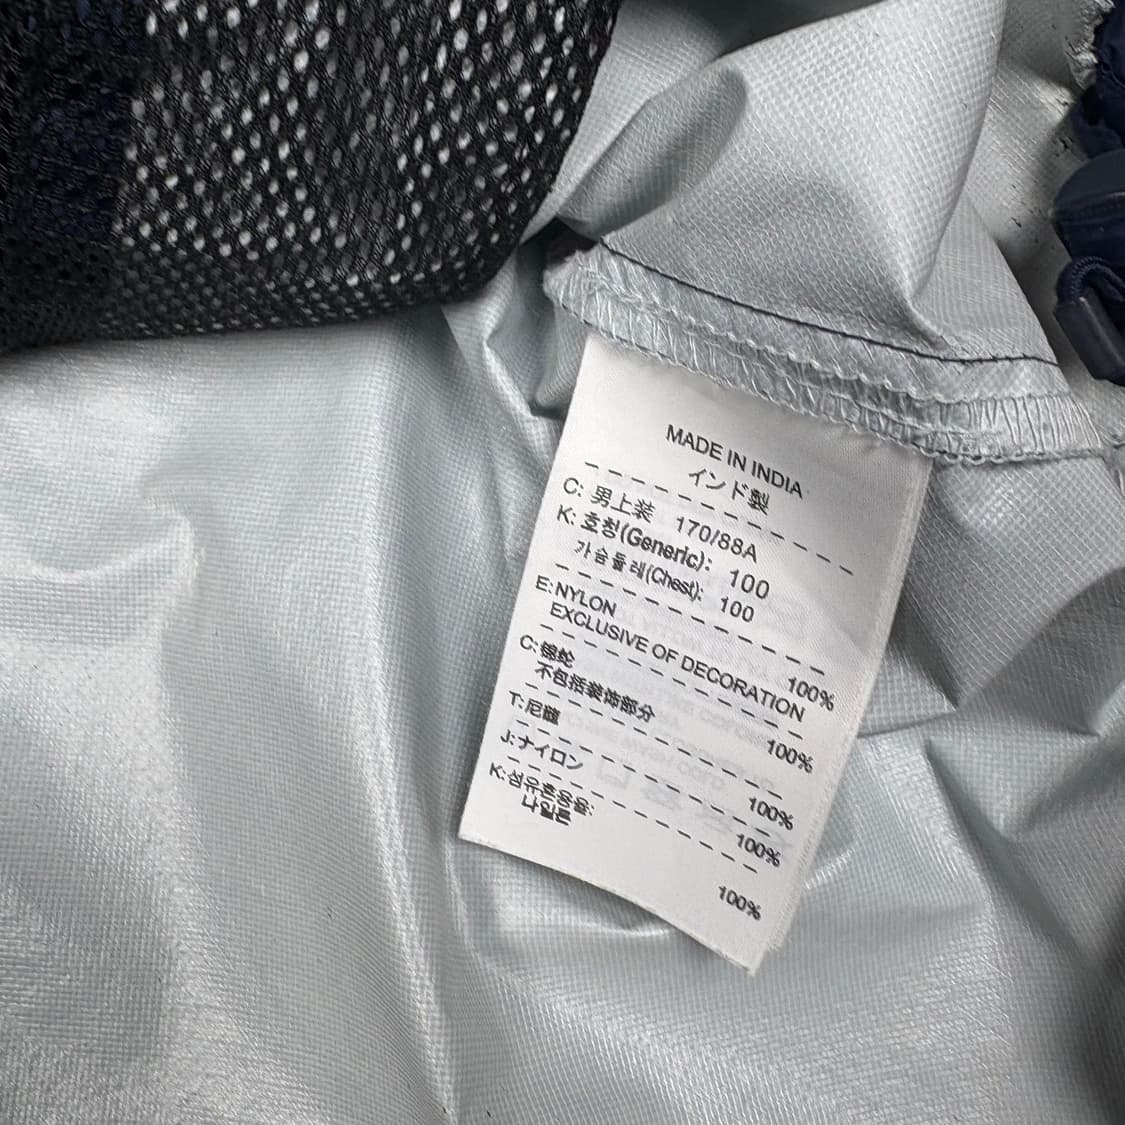 MADE IN INDIA
インド製
C: 男上装 170/88A
K: 호칭(Generic): 100
가슴둘레(Chest): 100
E: NYLON 100%
EXCLUSIVE OF DECORATION
C: 锦纶 100%
不包括装饰部分
T: 尼龍 100%
J: ナイロン 100%
K: 섬유혼용율:
나일론 100%